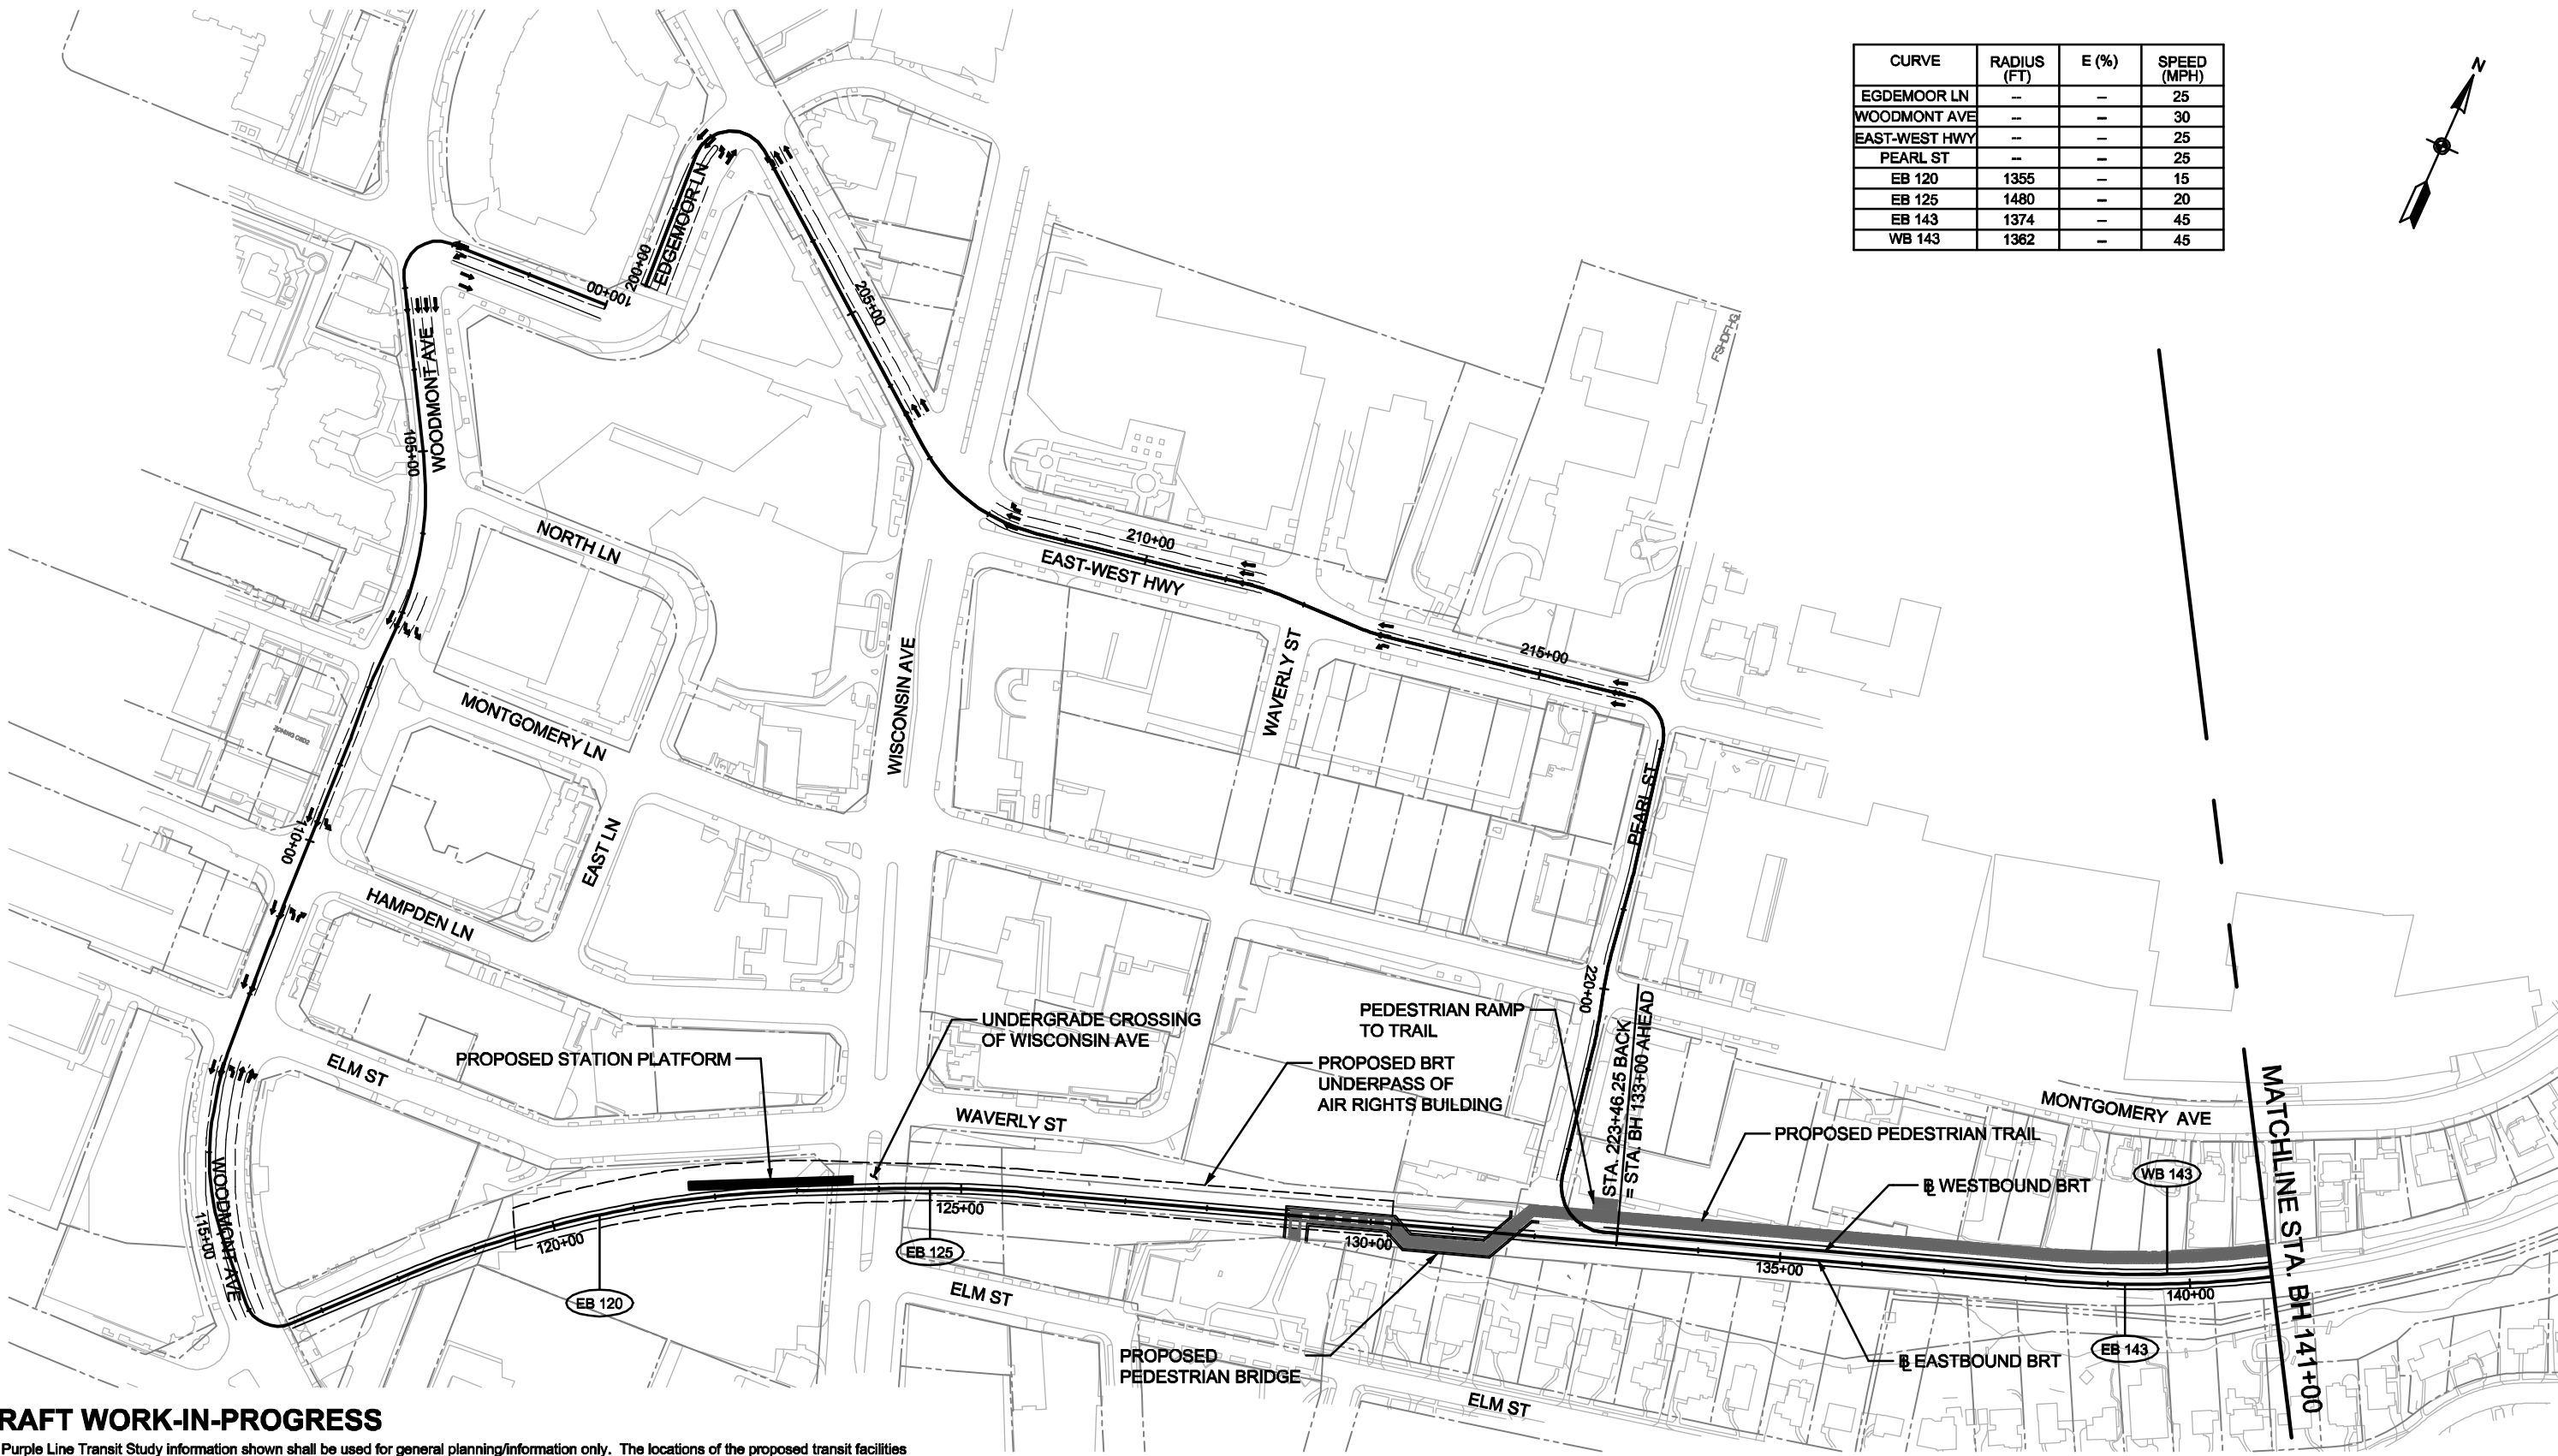 CURVE RADIUS (FT) E (%) SPEED (MPH)
EGDEMOOR LN -- – 25
WOODMONT AVE -- – 30
EAST-WEST HWY -- – 25
PEARL ST -- – 25
EB 120 1355 – 15
EB 125 1480 – 20
EB 143 1374 – 45
WB 143 1362 – 45
N
EDGEMOOR LN
200+00
100+00
205+00
WOODMONT AVE
105+00
NORTH LN
210+00
EAST-WEST HWY
WISCONSIN AVE
WAVERLY ST
215+00
MONTGOMERY LN
PEARL ST
110+00
EAST LN
HAMPDEN LN
220+00
STA. 223+46.25 BACK
= STA. BH 133+00 AHEAD
PEDESTRIAN RAMP
TO TRAIL
UNDERGRADE CROSSING
OF WISCONSIN AVE
PROPOSED STATION PLATFORM
ELM ST
PROPOSED BRT
UNDERPASS OF
AIR RIGHTS BUILDING
WAVERLY ST
MONTGOMERY AVE
PROPOSED PEDESTRIAN TRAIL
WB 143
BL WESTBOUND BRT
MATCHLINE STA. BH 141+00
WOODMONT AVE
115+00
120+00
125+00
130+00
135+00
140+00
EB 125
EB 120
ELM ST
EB 143
PROPOSED
PEDESTRIAN BRIDGE
BL EASTBOUND BRT
ELM ST
RAFT WORK-IN-PROGRESS
Purple Line Transit Study information shown shall be used for general planning/information only. The locations of the proposed transit facilities